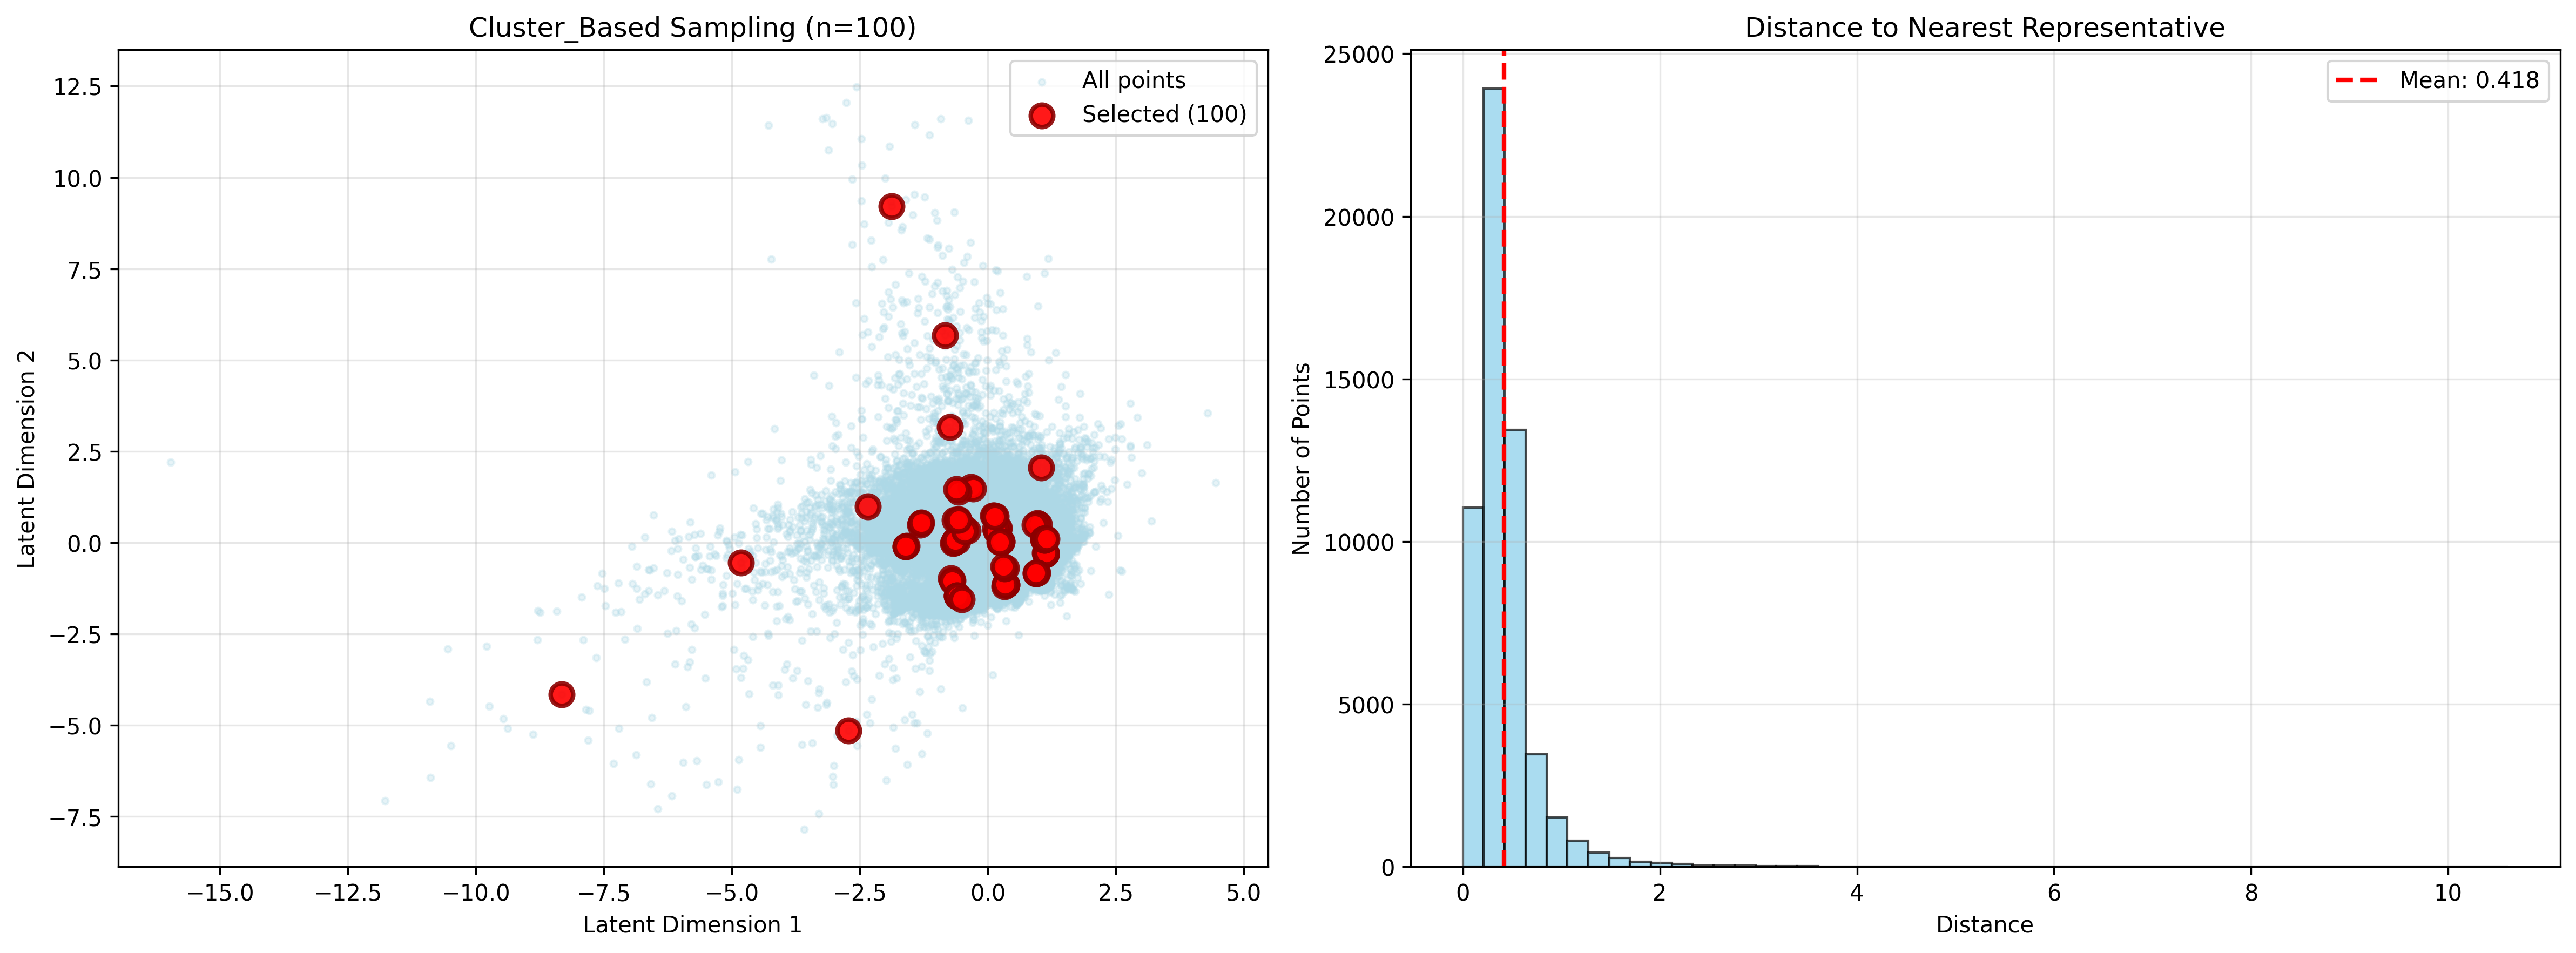 Cluster_Based Sampling (n=100)
All points
Selected (100)
12.5
10.0
7.5
5.0
2.5
0.0
−2.5
−5.0
−7.5
Latent Dimension 2
−15.0 −12.5 −10.0 −7.5 −5.0 −2.5 0.0 2.5 5.0
Latent Dimension 1
Distance to Nearest Representative
Mean: 0.418
25000
20000
15000
10000
5000
0
Number of Points
0 2 4 6 8 10
Distance